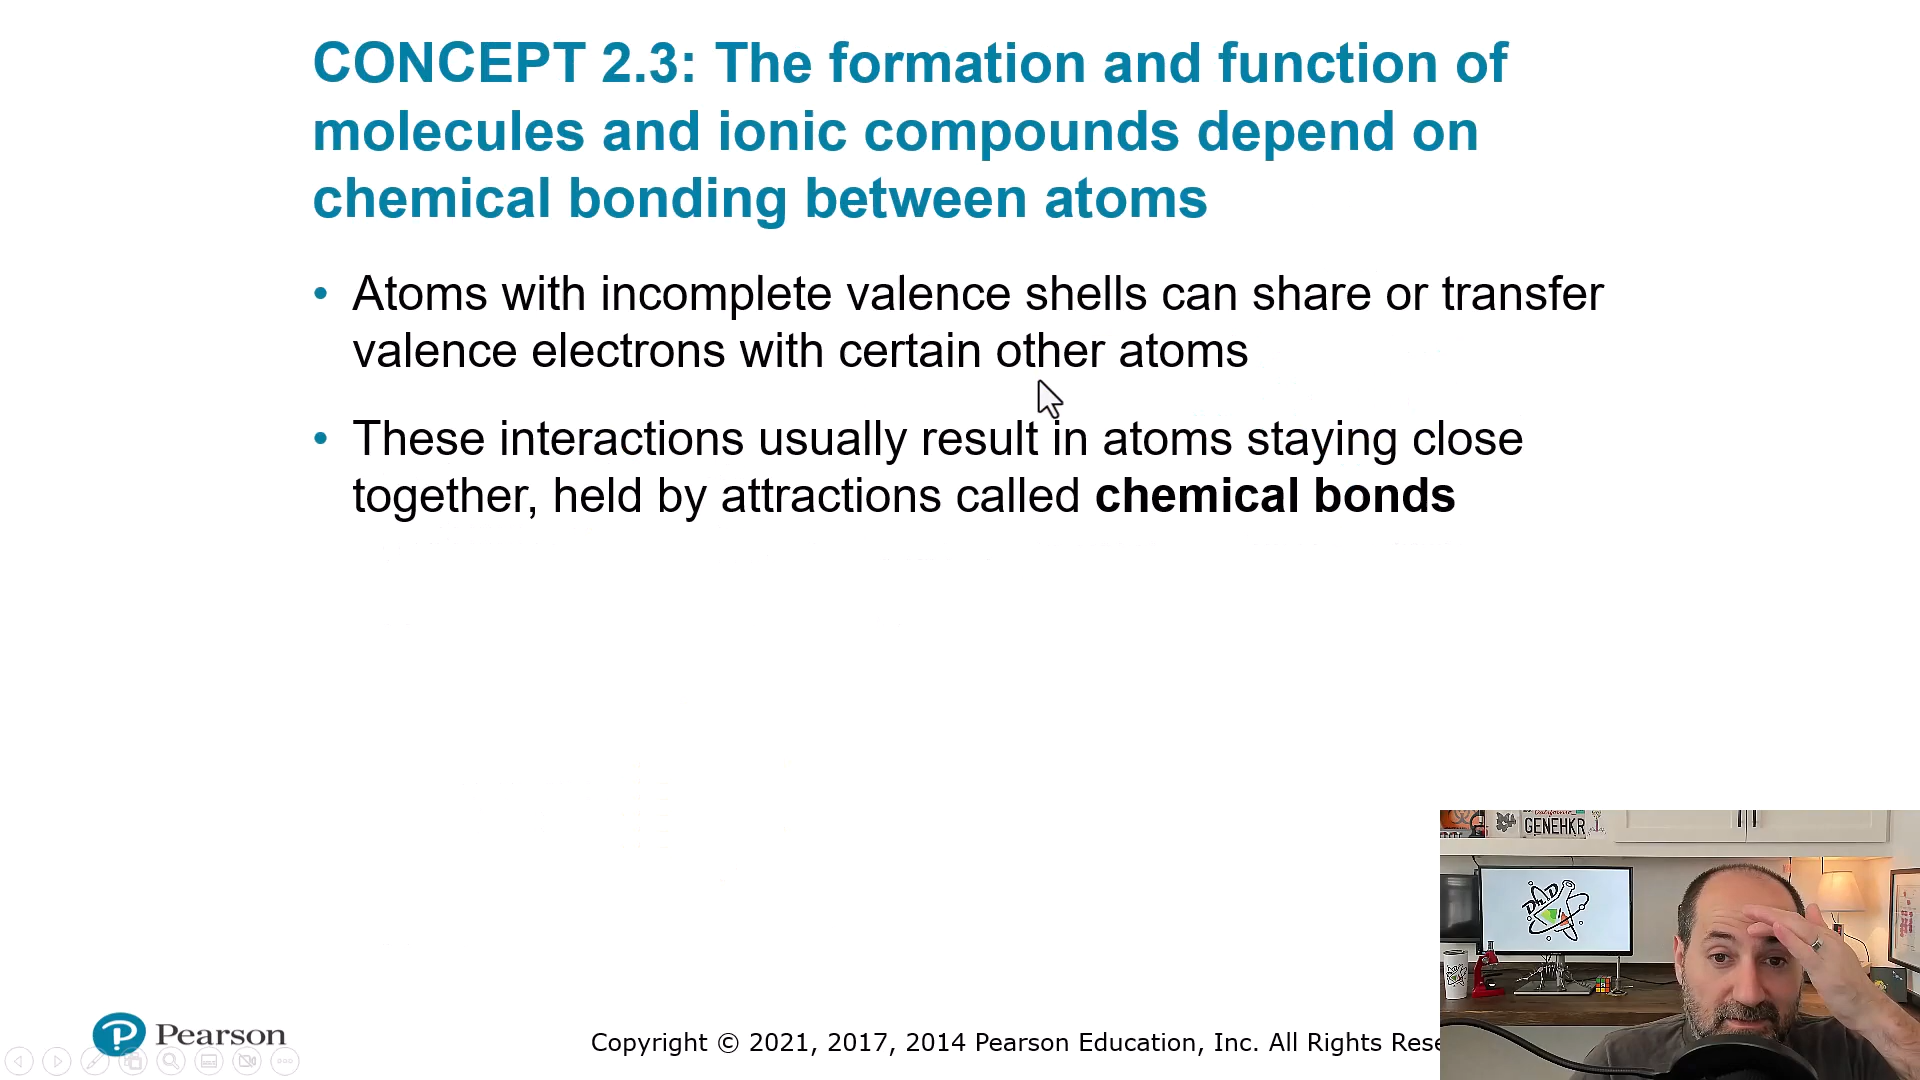 CONCEPT 2.3: The formation and function of
molecules and ionic compounds depend on
chemical bonding between atoms
• Atoms with incomplete valence shells can share or transfer
valence electrons with certain other atoms
• These interactions usually result in atoms staying close
together, held by attractions called chemical bonds
GENEHKR
PhD
P Pearson
Copyright © 2021, 2017, 2014 Pearson Education, Inc. All Rights Rese